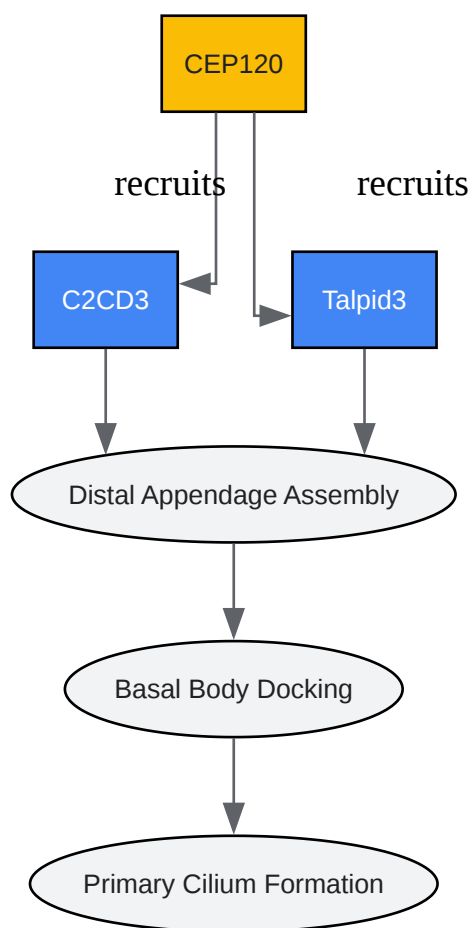 CEP120
recruits
recruits
C2CD3
Talpid3
Distal Appendage Assembly
Basal Body Docking
Primary Cilium Formation